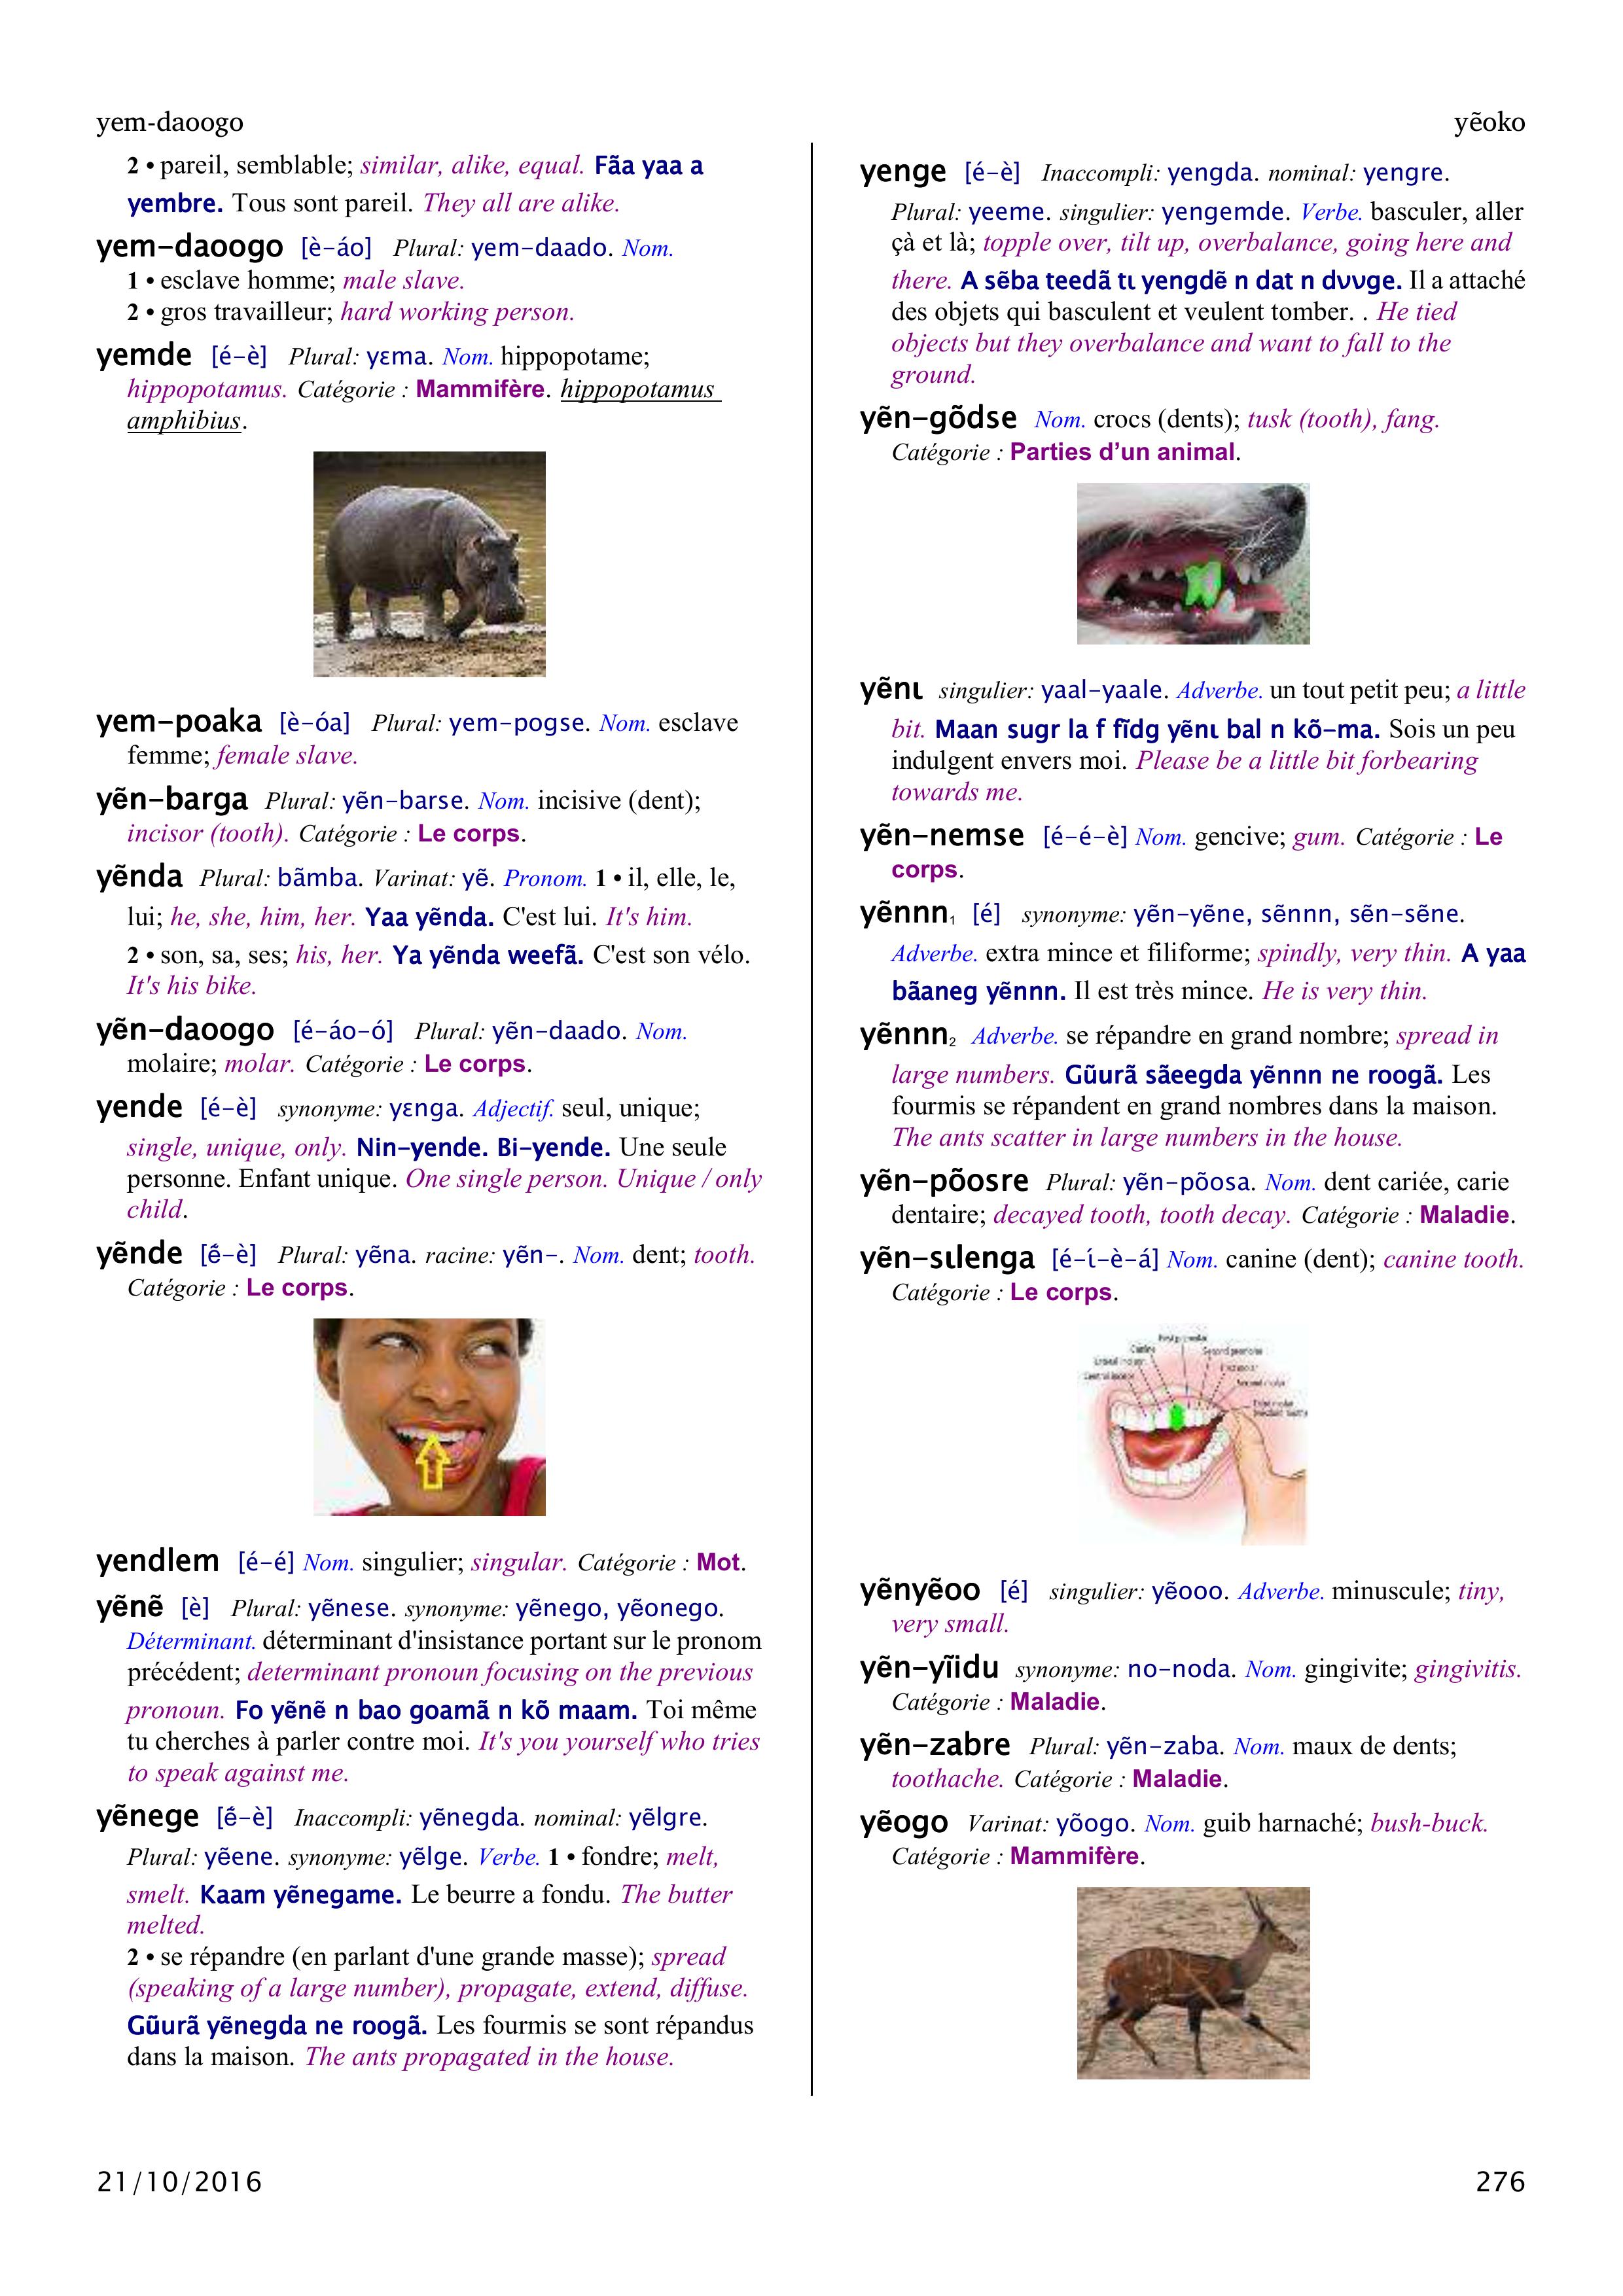 yem-daoogo
yẽoko
2 • pareil, semblable; similar, alike, equal. Fãa yaa a
yembre. Tous sont pareil. They all are alike.
yem-daoogo [è-áo] Plural: yem-daado. Nom.
1 • esclave homme; male slave.
2 • gros travailleur; hard working person.
yemde [é-è] Plural: yɛma. Nom. hippopotame;
hippopotamus. Catégorie : Mammifère. hippopotamus
amphibius.
yem-poaka [è-óa] Plural: yem-pogse. Nom. esclave
femme; female slave.
yẽn-barga Plural: yẽn-barse. Nom. incisive (dent);
incisor (tooth). Catégorie : Le corps.
yẽnda Plural: bãmba. Varinat: yẽ. Pronom. 1 • il, elle, le,
lui; he, she, him, her. Yaa yẽnda. C'est lui. It's him.
2 • son, sa, ses; his, her. Ya yẽnda weefã. C'est son vélo.
It's his bike.
yẽn-daoogo [é-áo-ó] Plural: yẽn-daado. Nom.
molaire; molar. Catégorie : Le corps.
yende [é-è] synonyme: yɛnga. Adjectif. seul, unique;
single, unique, only. Nin-yende. Bi-yende. Une seule
personne. Enfant unique. One single person. Unique / only
child.
yẽnde [ẽ́-è] Plural: yẽna. racine: yẽn-. Nom. dent; tooth.
Catégorie : Le corps.
yendlem [é-é] Nom. singulier; singular. Catégorie : Mot.
yẽnẽ [è] Plural: yẽnese. synonyme: yẽnego, yẽonego.
Déterminant. déterminant d'insistance portant sur le pronom
précédent; determinant pronoun focusing on the previous
pronoun. Fo yẽnẽ n bao goamã n kõ maam. Toi même
tu cherches à parler contre moi. It's you yourself who tries
to speak against me.
yẽnege [ẽ́-è] Inaccompli: yẽnegda. nominal: yẽlgre.
Plural: yẽene. synonyme: yẽlge. Verbe. 1 • fondre; melt,
smelt. Kaam yẽnegame. Le beurre a fondu. The butter
melted.
2 • se répandre (en parlant d'une grande masse); spread
(speaking of a large number), propagate, extend, diffuse.
Gũurã yẽnegda ne roogã. Les fourmis se sont répandus
dans la maison. The ants propagated in the house.
yenge [é-è] Inaccompli: yengda. nominal: yengre.
Plural: yeeme. singulier: yengemde. Verbe. basculer, aller
çà et là; topple over, tilt up, overbalance, going here and
there. A sẽba teedã tɩ yengdẽ n dat n dʋʋge. Il a attaché
des objets qui basculent et veulent tomber. . He tied
objects but they overbalance and want to fall to the
ground.
yẽn-gõdse Nom. crocs (dents); tusk (tooth), fang.
Catégorie : Parties d’un animal.
yẽnɩ singulier: yaal-yaale. Adverbe. un tout petit peu; a little
bit. Maan sugr la f fĩdg yẽnɩ bal n kõ-ma. Sois un peu
indulgent envers moi. Please be a little bit forbearing
towards me.
yẽn-nemse [é-é-è] Nom. gencive; gum. Catégorie : Le
corps.
yẽnnn₁ [é] synonyme: yẽn-yẽne, sẽnnn, sẽn-sẽne.
Adverbe. extra mince et filiforme; spindly, very thin. A yaa
bãaneg yẽnnn. Il est très mince. He is very thin.
yẽnnn₂ Adverbe. se répandre en grand nombre; spread in
large numbers. Gũurã sãeegda yẽnnn ne roogã. Les
fourmis se répandent en grand nombres dans la maison.
The ants scatter in large numbers in the house.
yẽn-põosre Plural: yẽn-põosa. Nom. dent cariée, carie
dentaire; decayed tooth, tooth decay. Catégorie : Maladie.
yẽn-sɩlenga [é-ɩ́-è-á] Nom. canine (dent); canine tooth.
Catégorie : Le corps.
Canine
yẽnyẽoo [é] singulier: yẽooo. Adverbe. minuscule; tiny,
very small.
yẽn-yĩidu synonyme: no-noda. Nom. gingivite; gingivitis.
Catégorie : Maladie.
yẽn-zabre Plural: yẽn-zaba. Nom. maux de dents;
toothache. Catégorie : Maladie.
yẽogo Varinat: yõogo. Nom. guib harnaché; bush-buck.
Catégorie : Mammifère.
21/10/2016
276